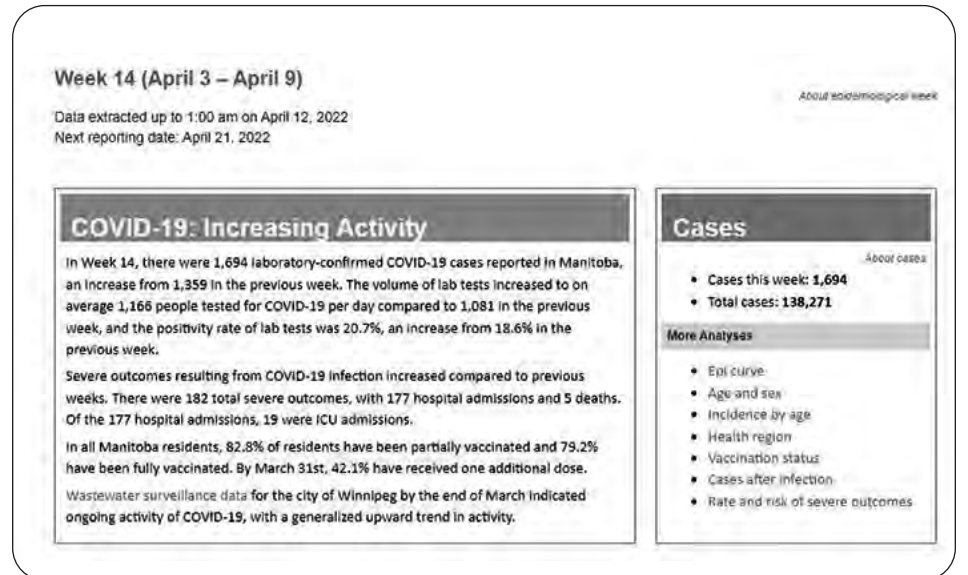 Week 14 (April 3 – April 9)
About epidemiological week
Data extracted up to 1:00 am on April 12, 2022
Next reporting date: April 21, 2022
COVID-19: Increasing Activity
In Week 14, there were 1,694 laboratory-confirmed COVID-19 cases reported in Manitoba,
an increase from 1,359 in the previous week. The volume of lab tests increased to on
average 1,166 people tested for COVID-19 per day compared to 1,081 in the previous
week, and the positivity rate of lab tests was 20.7%, an increase from 18.6% in the
previous week.
Severe outcomes resulting from COVID-19 infection increased compared to previous
weeks. There were 182 total severe outcomes, with 177 hospital admissions and 5 deaths.
Of the 177 hospital admissions, 19 were ICU admissions.
In all Manitoba residents, 82.8% of residents have been partially vaccinated and 79.2%
have been fully vaccinated. By March 31st, 42.1% have received one additional dose.
Wastewater surveillance data for the city of Winnipeg by the end of March indicated
ongoing activity of COVID-19, with a generalized upward trend in activity.
Cases
About cases
• Cases this week: 1,694
• Total cases: 138,271
More Analyses
• Epi curve
• Age and sex
• Incidence by age
• Health region
• Vaccination status
• Cases after infection
• Rate and risk of severe outcomes